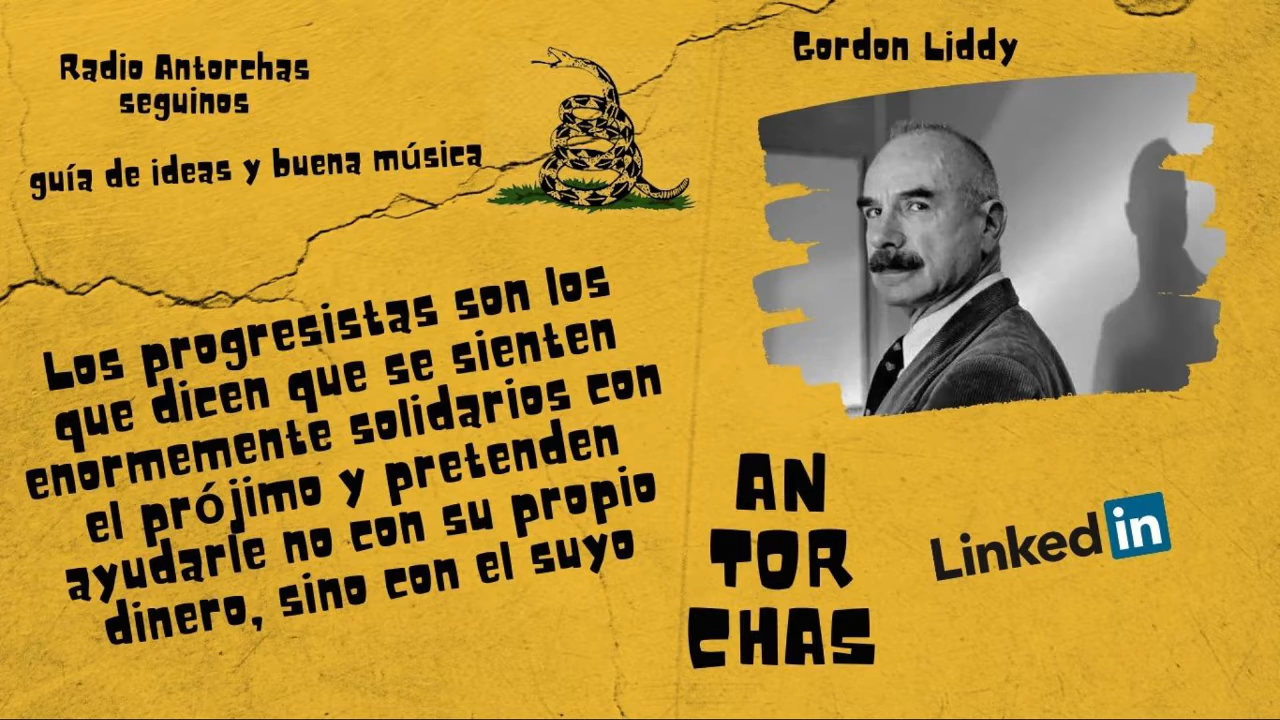 Radio Antorchas
seguinos
guía de ideas y buena música
Gordon Liddy
Los progresistas son los
que dicen que se sienten
enormemente solidarios con
el prójimo y pretenden
ayudarle no con su propio
dinero, sino con el suyo
AN
TOR
CHAS
Linked in